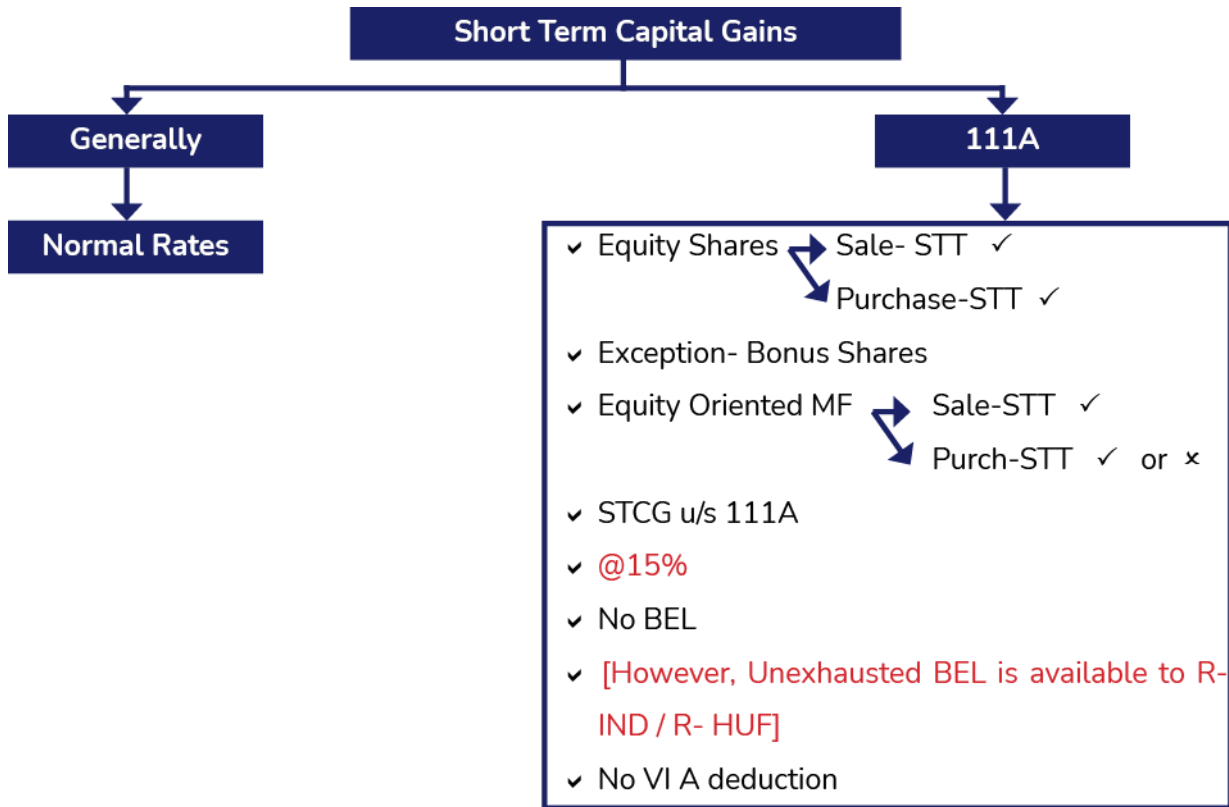 Short Term Capital Gains
Generally
111A
Normal Rates
✓ Equity Shares Sale- STT ✓
Purchase-STT ✓
✓ Exception- Bonus Shares
✓ Equity Oriented MF Sale-STT ✓
Purch-STT ✓ or ×
✓ STCG u/s 111A
✓ @15%
✓ No BEL
✓ [However, Unexhausted BEL is available to R-
IND / R- HUF]
✓ No VI A deduction